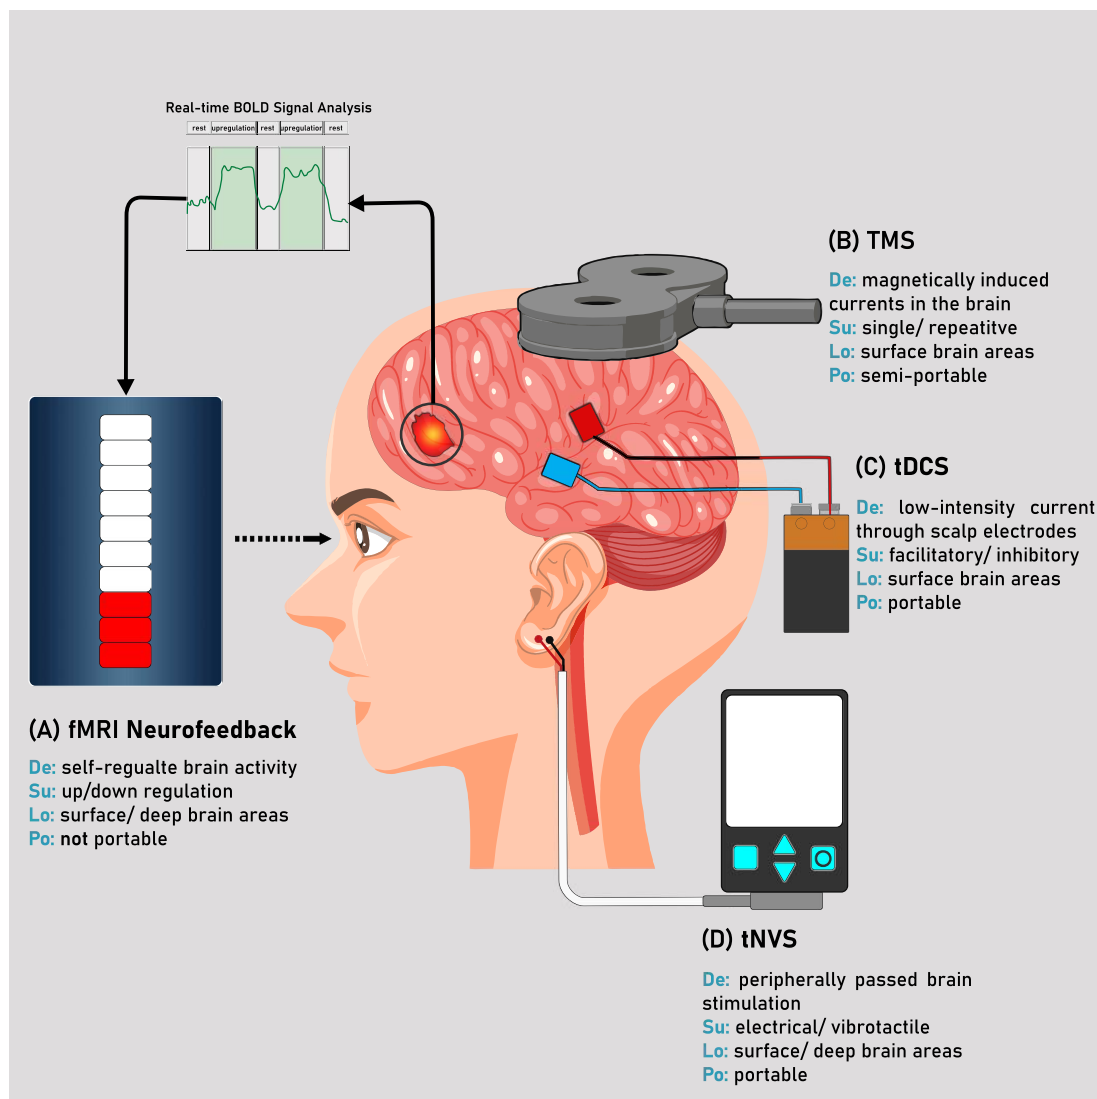 Real-time BOLD Signal Analysis
rest upregulation rest upregulation rest
(B) TMS
De: magnetically induced
currents in the brain
Su: single/ repeatitve
Lo: surface brain areas
Po: semi-portable
(C) tDCS
De: low-intensity current
through scalp electrodes
Su: facilitatory/ inhibitory
Lo: surface brain areas
Po: portable
(A) fMRI Neurofeedback
De: self-regualte brain activity
Su: up/down regulation
Lo: surface/ deep brain areas
Po: not portable
(D) tNVS
De: peripherally passed brain
stimulation
Su: electrical/ vibrotactile
Lo: surface/ deep brain areas
Po: portable